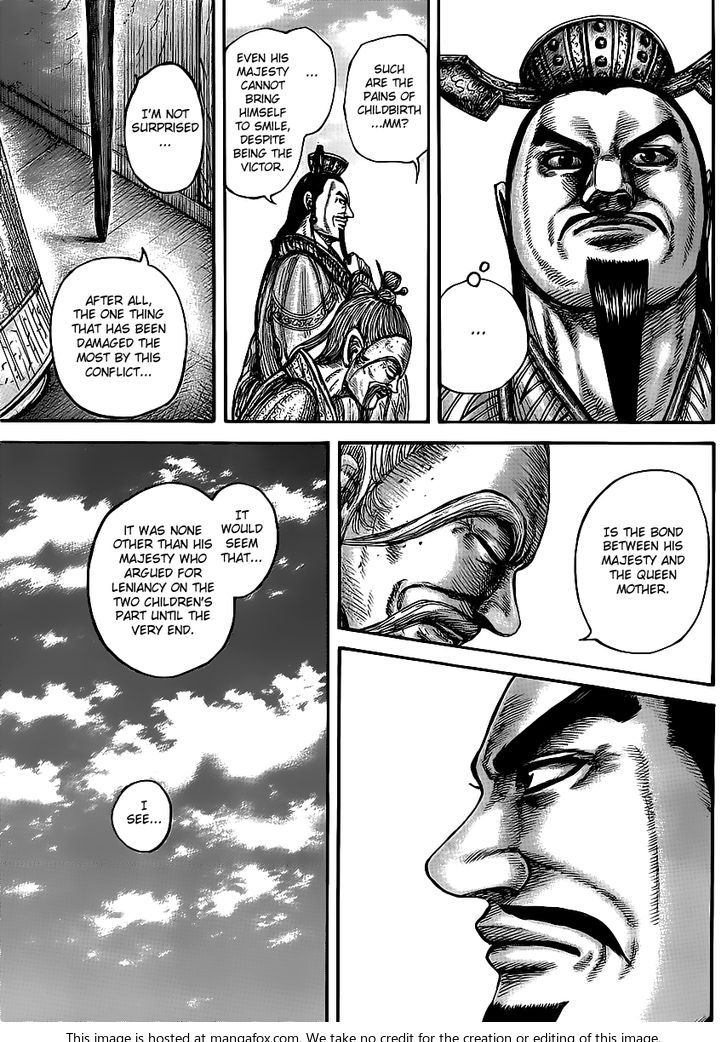 ...
SUCH
ARE THE
PAINS OF
CHILDBIRTH
...MM?
...
EVEN HIS
MAJESTY
CANNOT
BRING
HIMSELF
TO SMILE,
DESPITE
BEING THE
VICTOR.
I'M NOT
SURPRISED
...
AFTER ALL,
THE ONE THING
THAT HAS BEEN
DAMAGED
THE MOST BY THIS
CONFLICT...
IS THE BOND
BETWEEN HIS
MAJESTY AND
THE QUEEN
MOTHER.
IT
WOULD
SEEM
THAT...
IT WAS NONE
OTHER THAN HIS
MAJESTY WHO
ARGUED FOR
LENIANCY ON THE
TWO CHILDREN'S
PART UNTIL THE
VERY END.
I
SEE...
This image is hosted at mangafox.com. We take no credit for the creation or editing of this image.